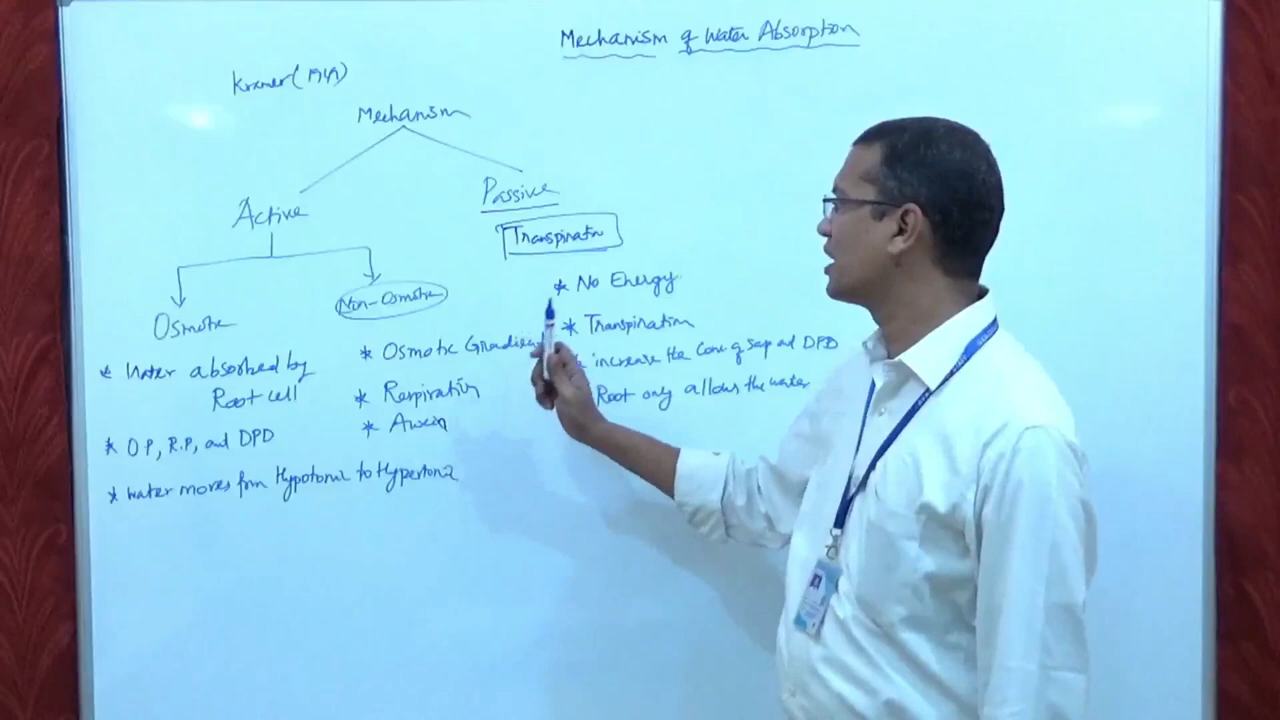 Mechanism of Water Absorption
Kramer (1949)
Mechanism
Active
Passive
Transpiration
Osmotic
Non-Osmotic
* Water absorbed by
Root cell
* O.P, R.P, and DPD
* Water moves from Hypotonic to Hypertonic
* Osmotic Gradient
* Respiration
* Auxin
* No Energy
* Transpiration
increase the Conc of Sap and DPD
Root only allows the water